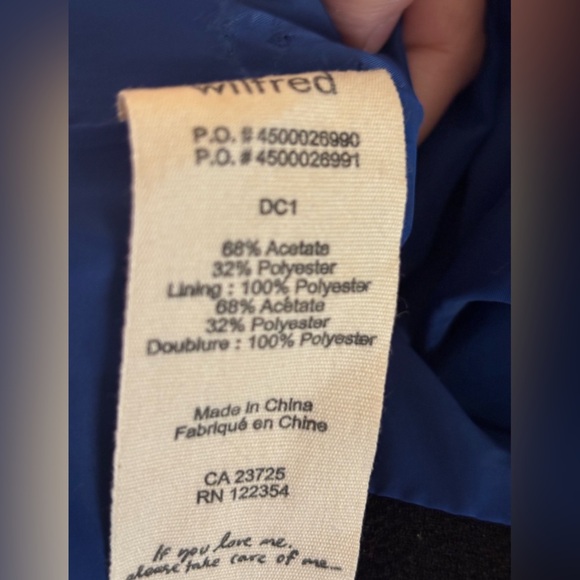 wilfred
P.O. # 4500026990
P.O. # 4500026991
DC1
68% Acetate
32% Polyester
Lining : 100% Polyester
68% Acétate
32% Polyester
Doublure : 100% Polyester
Made in China
Fabriqué en Chine
CA 23725
RN 122354
If you love me,
please take care of me...